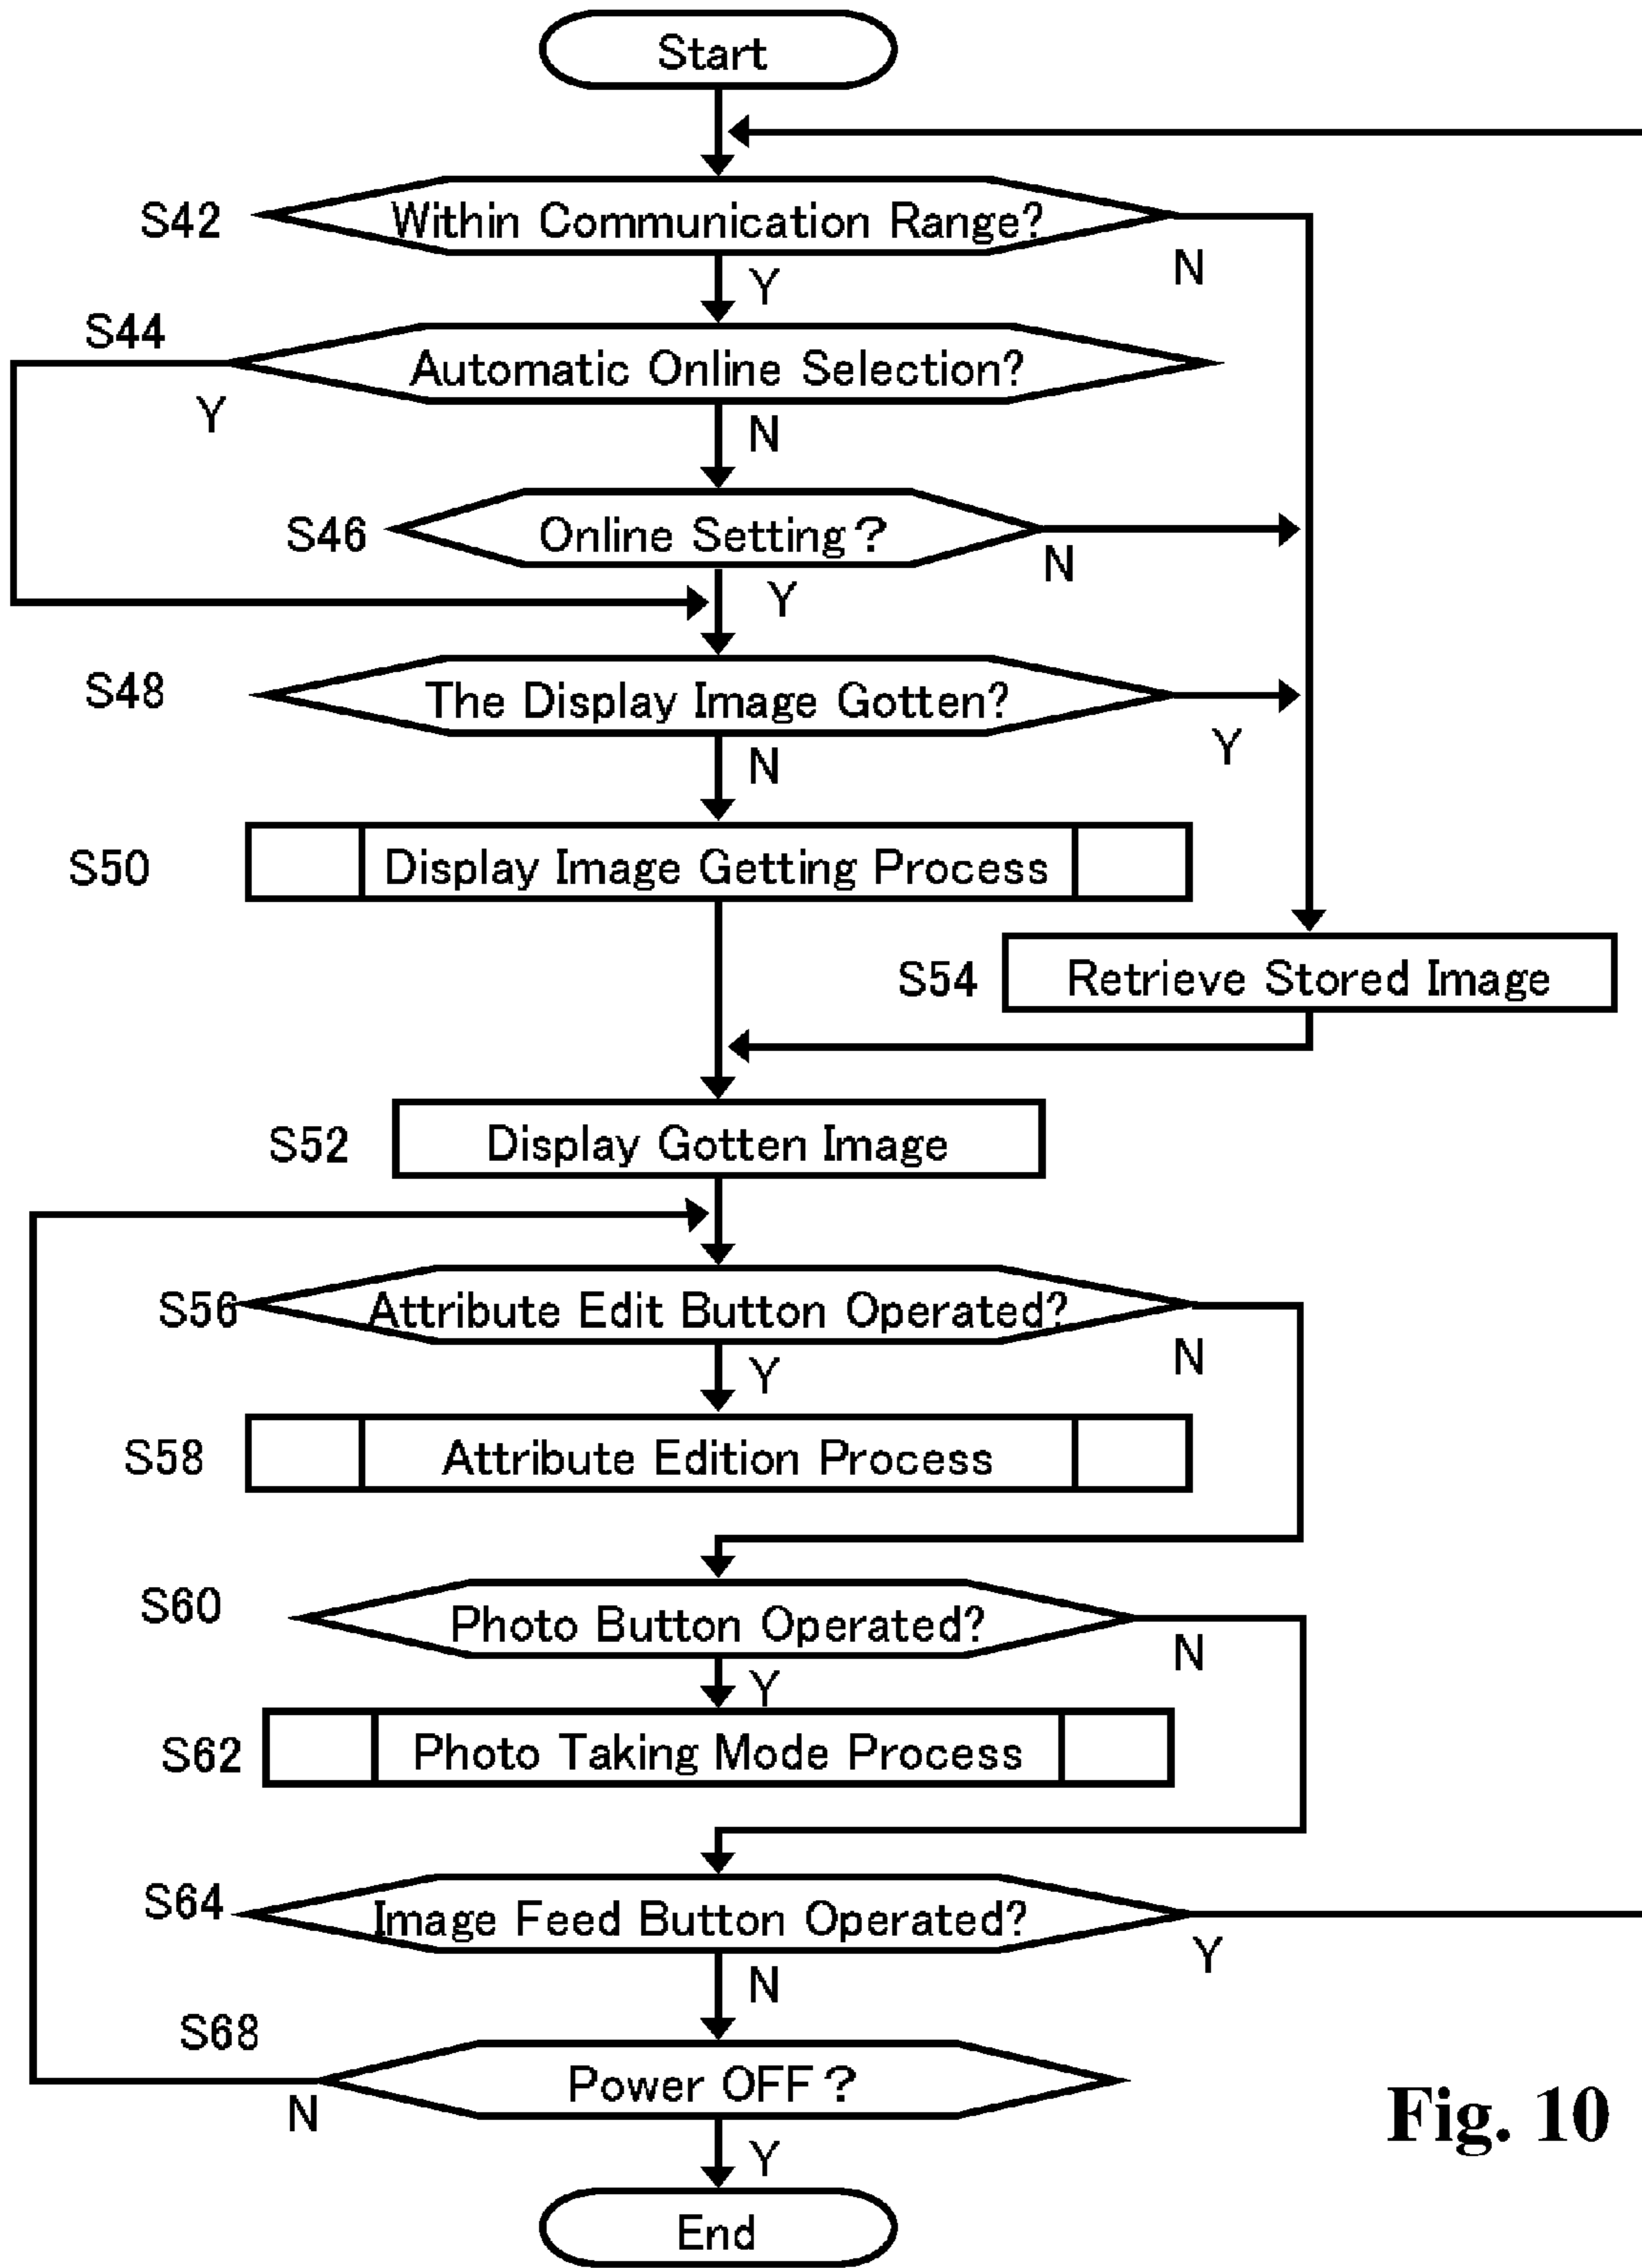 Start
S42
Within Communication Range?
N
Y
S44
Automatic Online Selection?
Y
N
S46
Online Setting?
N
Y
S48
The Display Image Gotten?
Y
N
S50
Display Image Getting Process
S54
Retrieve Stored Image
S52
Display Gotten Image
S56
Attribute Edit Button Operated?
N
Y
S58
Attribute Edition Process
S60
Photo Button Operated?
N
Y
S62
Photo Taking Mode Process
S64
Image Feed Button Operated?
Y
N
S68
Power OFF?
N
Y
End
Fig. 10